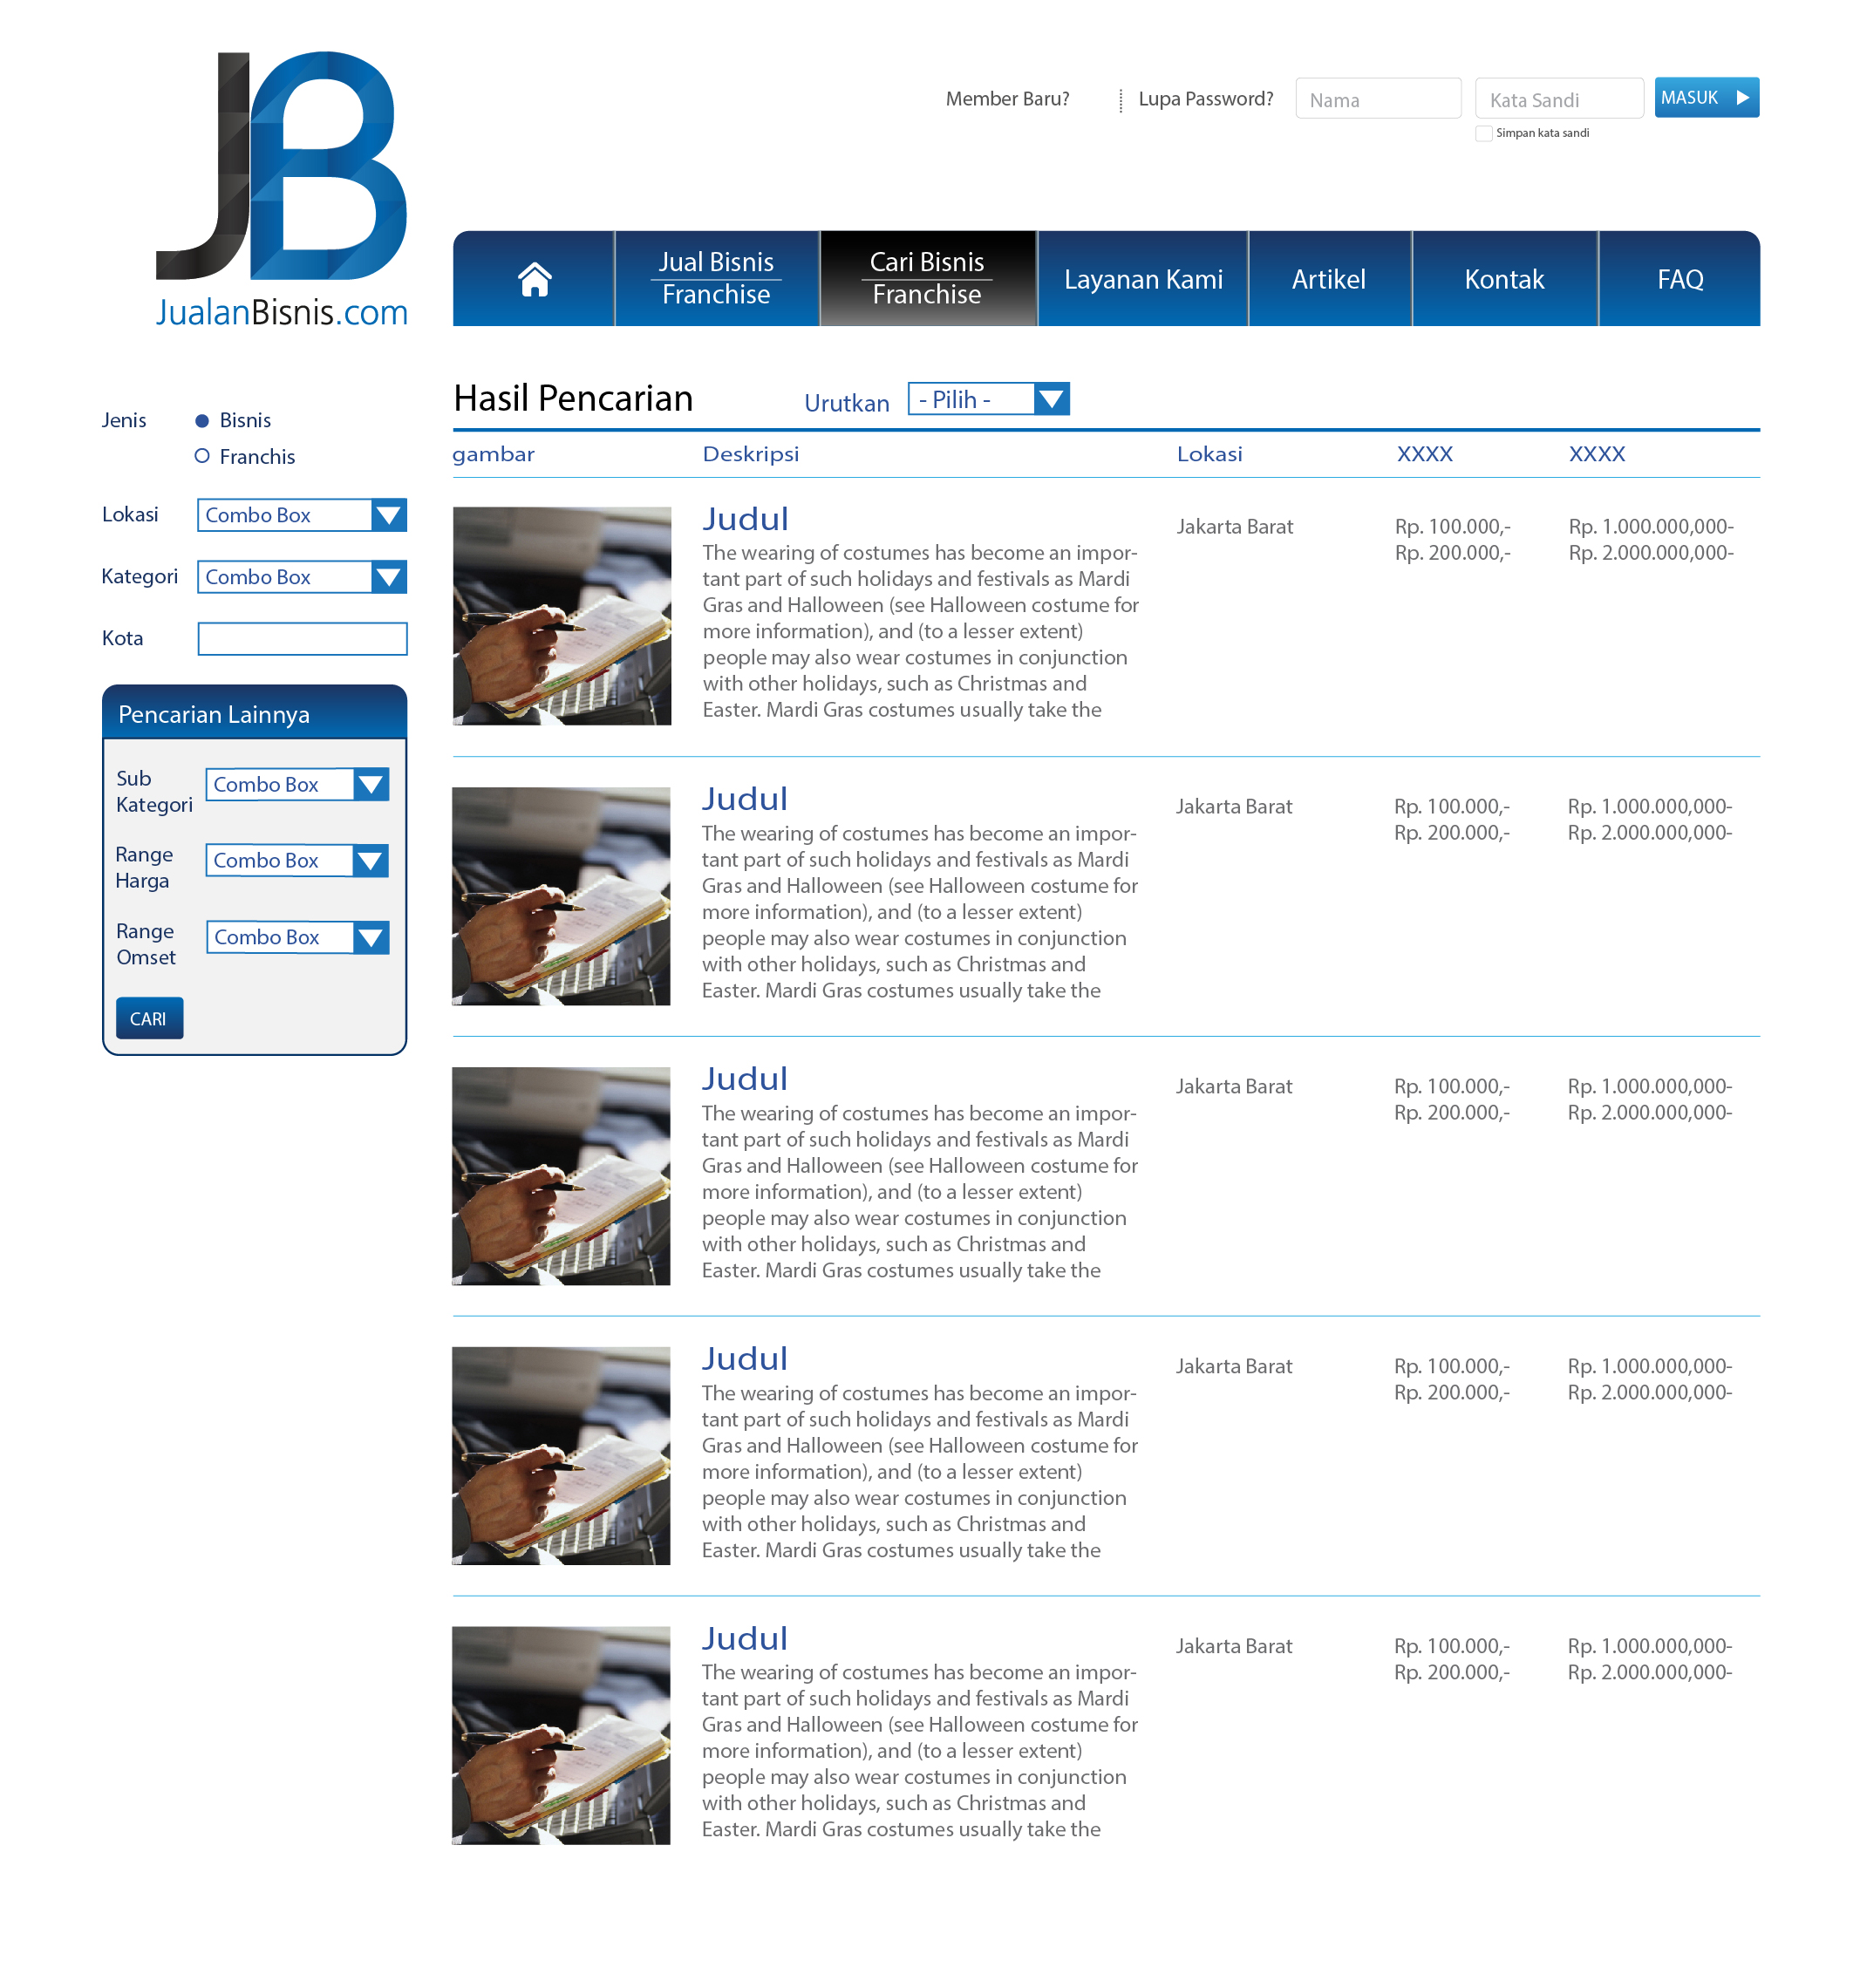 JB
JualanBisnis.com
Member Baru?
Lupa Password?
Nama
Kata Sandi
MASUK
Simpan kata sandi
Jual Bisnis
Franchise
Cari Bisnis
Franchise
Layanan Kami
Artikel
Kontak
FAQ
Jenis
Bisnis
Franchis
Lokasi
Combo Box
Kategori
Combo Box
Kota
Pencarian Lainnya
Sub
Kategori
Combo Box
Range
Harga
Combo Box
Range
Omset
Combo Box
CARI
Hasil Pencarian
Urutkan
- Pilih -
gambar
Deskripsi
Lokasi
XXXX
XXXX
Judul
The wearing of costumes has become an impor-
tant part of such holidays and festivals as Mardi
Gras and Halloween (see Halloween costume for
more information), and (to a lesser extent)
people may also wear costumes in conjunction
with other holidays, such as Christmas and
Easter. Mardi Gras costumes usually take the
Jakarta Barat
Rp. 100.000,-
Rp. 200.000,-
Rp. 1.000.000,000-
Rp. 2.000.000,000-
Judul
The wearing of costumes has become an impor-
tant part of such holidays and festivals as Mardi
Gras and Halloween (see Halloween costume for
more information), and (to a lesser extent)
people may also wear costumes in conjunction
with other holidays, such as Christmas and
Easter. Mardi Gras costumes usually take the
Jakarta Barat
Rp. 100.000,-
Rp. 200.000,-
Rp. 1.000.000,000-
Rp. 2.000.000,000-
Judul
The wearing of costumes has become an impor-
tant part of such holidays and festivals as Mardi
Gras and Halloween (see Halloween costume for
more information), and (to a lesser extent)
people may also wear costumes in conjunction
with other holidays, such as Christmas and
Easter. Mardi Gras costumes usually take the
Jakarta Barat
Rp. 100.000,-
Rp. 200.000,-
Rp. 1.000.000,000-
Rp. 2.000.000,000-
Judul
The wearing of costumes has become an impor-
tant part of such holidays and festivals as Mardi
Gras and Halloween (see Halloween costume for
more information), and (to a lesser extent)
people may also wear costumes in conjunction
with other holidays, such as Christmas and
Easter. Mardi Gras costumes usually take the
Jakarta Barat
Rp. 100.000,-
Rp. 200.000,-
Rp. 1.000.000,000-
Rp. 2.000.000,000-
Judul
The wearing of costumes has become an impor-
tant part of such holidays and festivals as Mardi
Gras and Halloween (see Halloween costume for
more information), and (to a lesser extent)
people may also wear costumes in conjunction
with other holidays, such as Christmas and
Easter. Mardi Gras costumes usually take the
Jakarta Barat
Rp. 100.000,-
Rp. 200.000,-
Rp. 1.000.000,000-
Rp. 2.000.000,000-